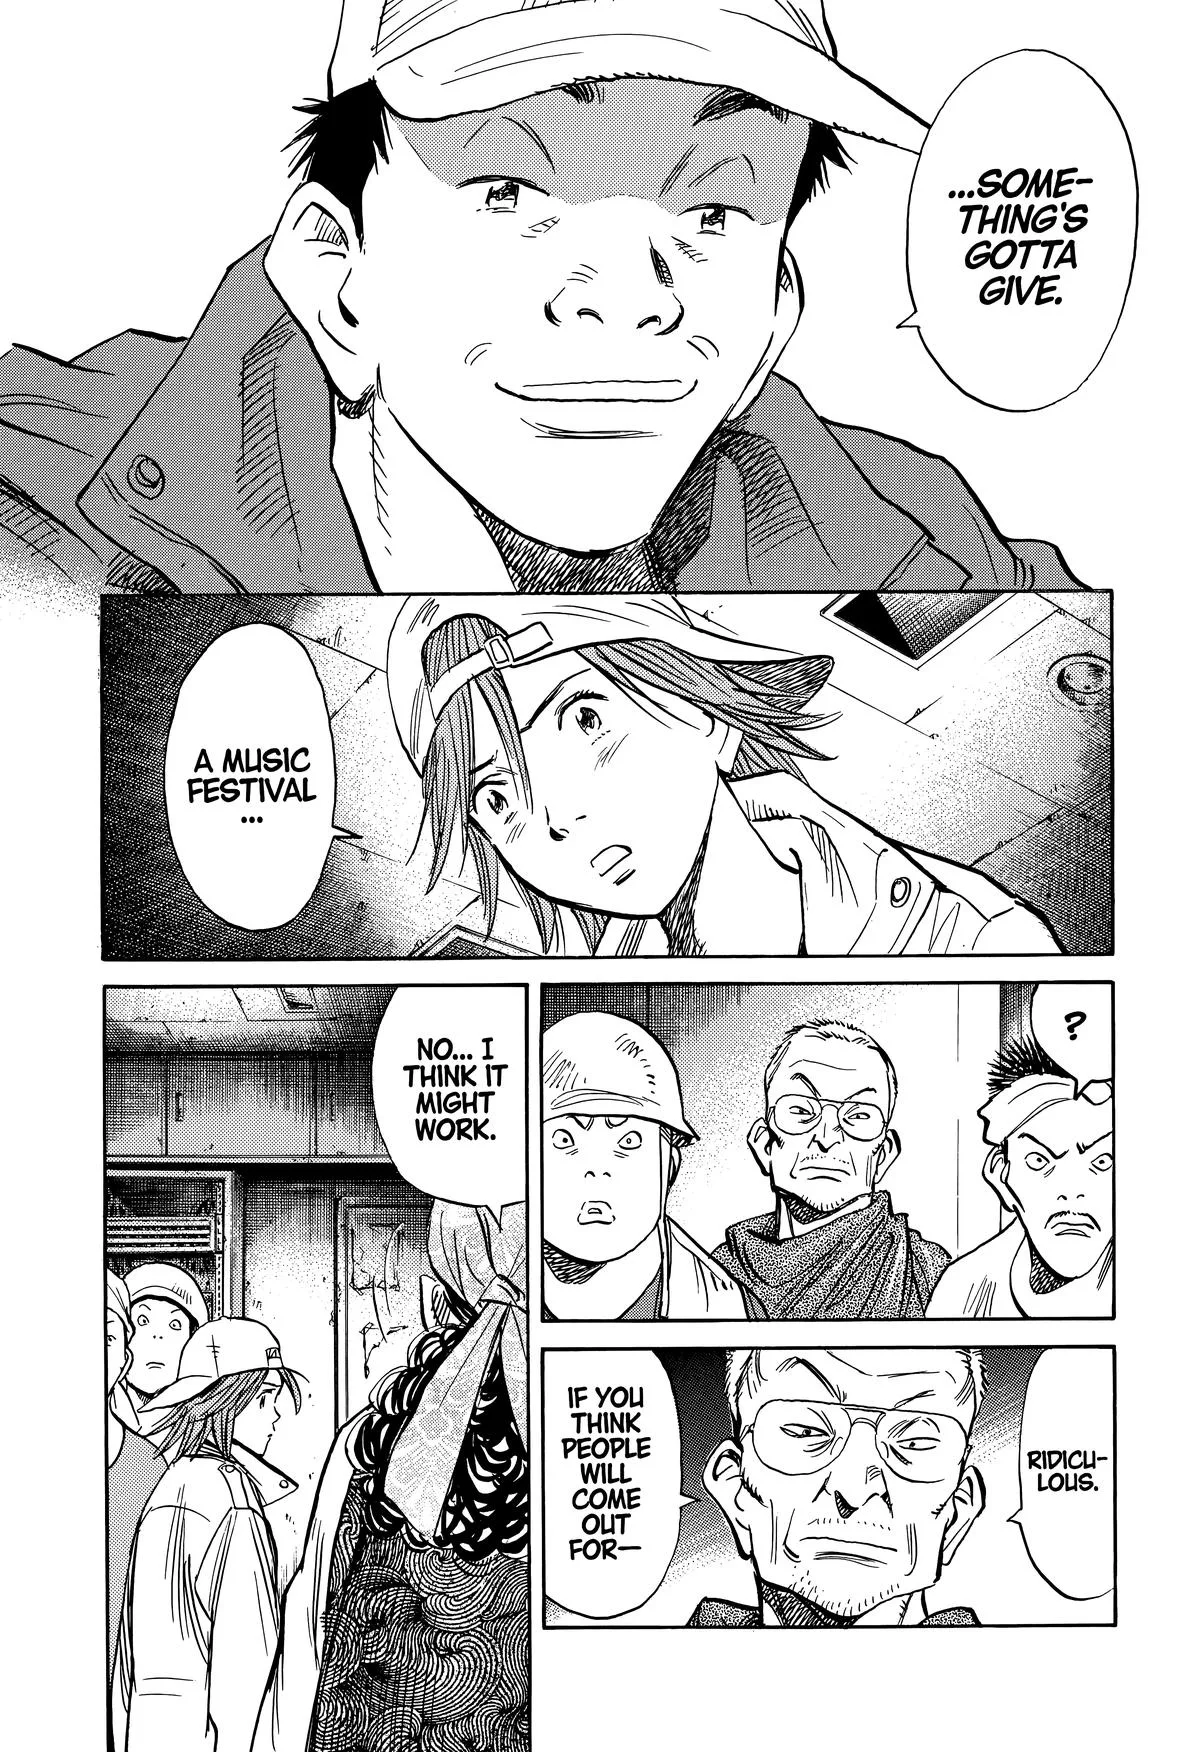 ...SOME-
THING'S
GOTTA
GIVE.
A MUSIC
FESTIVAL
...
?
RIDICU-
LOUS.
IF YOU
THINK
PEOPLE
WILL
COME
OUT
FOR—
NO... I
THINK IT
MIGHT
WORK.